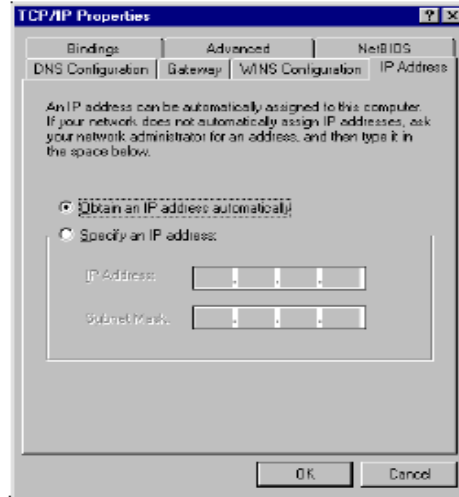 TCP/IP Properties
? X
Bindings Advanced NetBIOS
DNS Configuration Gateway WINS Configuration IP Address
An IP address can be automatically assigned to this computer.
If your network does not automatically assign IP addresses, ask
your network administrator for an address, and then type it in
the space below.
Obtain an IP address automatically
Specify an IP address:
IP Address:
Subnet Mask:
OK Cancel